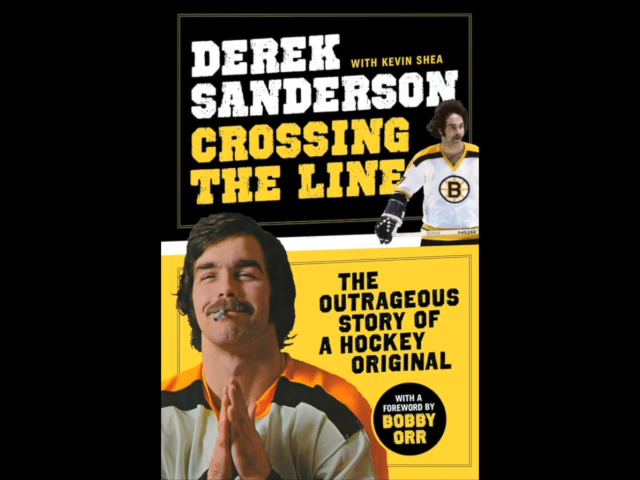 DEREK
WITH KEVIN SHEA
SANDERSON
CROSSING
THE LINE
B
THE
OUTRAGEOUS
STORY OF
A HOCKEY
ORIGINAL
WITH A
FOREWORD BY
BOBBY
ORR